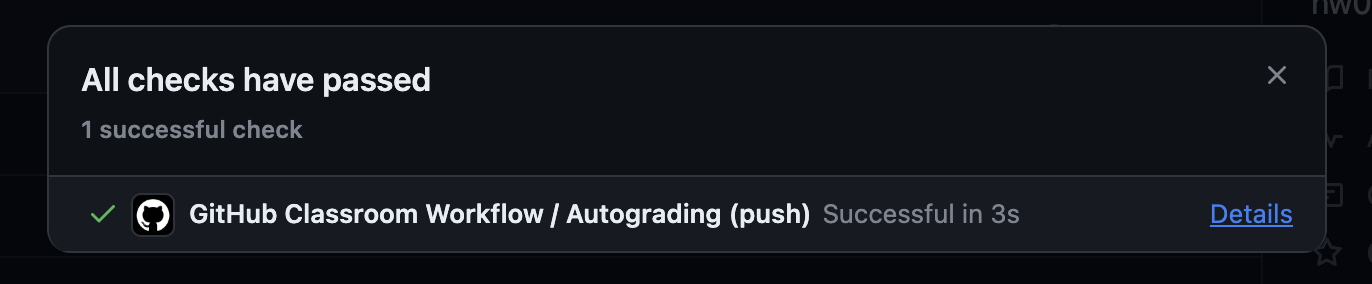 All checks have passed
1 successful check
GitHub Classroom Workflow / Autograding (push) Successful in 3s Details